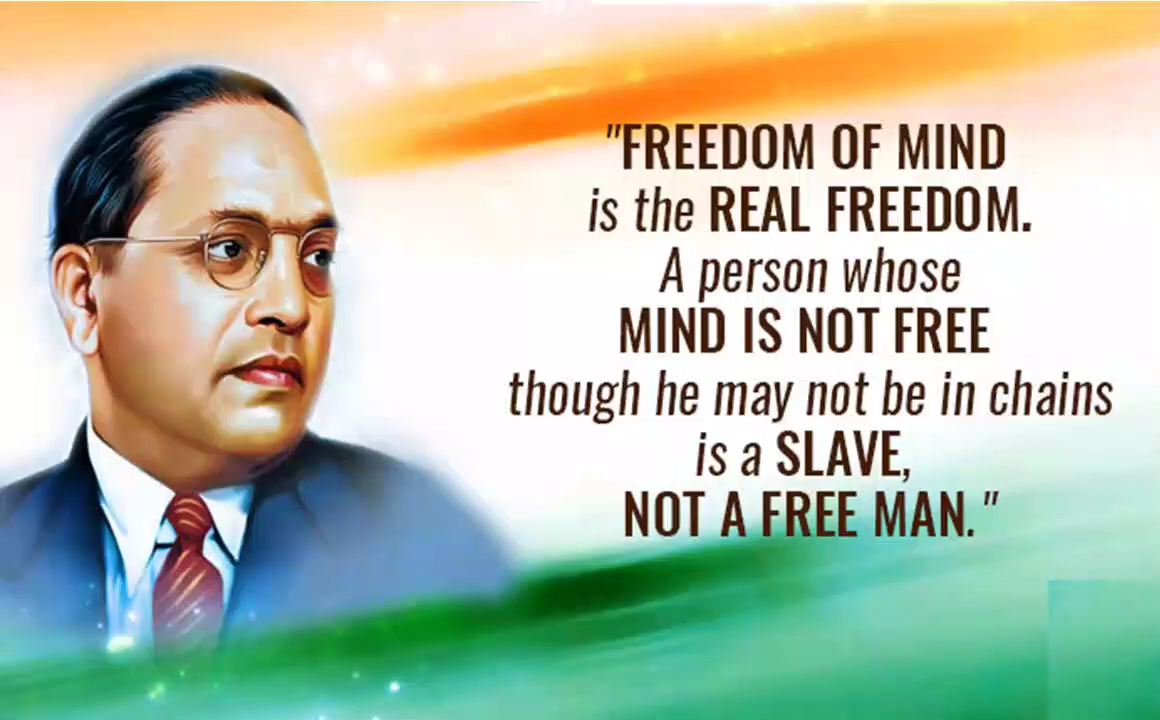 "FREEDOM OF MIND
is the REAL FREEDOM.
A person whose
MIND IS NOT FREE
though he may not be in chains
is a SLAVE,
NOT A FREE MAN."